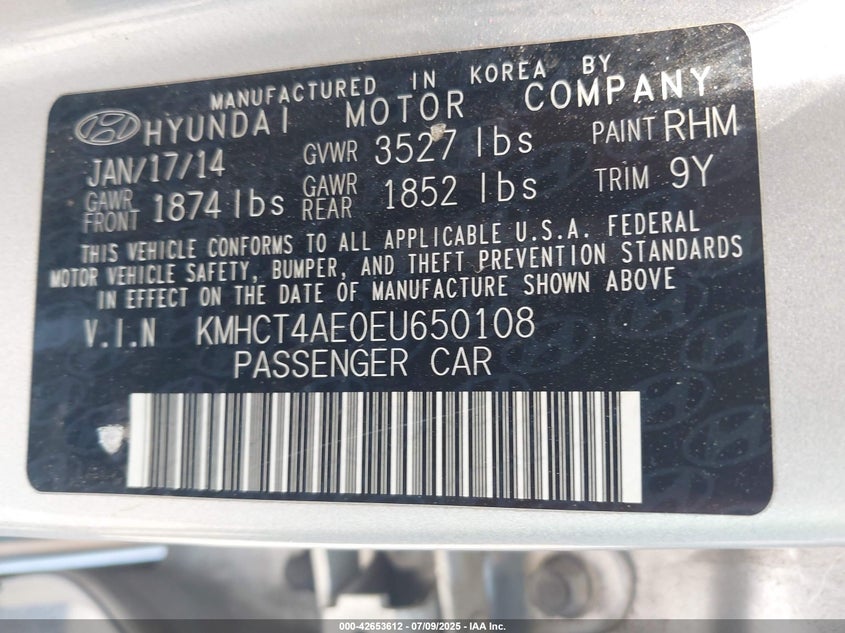 MANUFACTURED IN KOREA BY
HYUNDAI MOTOR COMPANY
JAN/17/14 GVWR 3527 lbs PAINT RHM
GAWR FRONT 1874 lbs GAWR REAR 1852 lbs TRIM 9Y
THIS VEHICLE CONFORMS TO ALL APPLICABLE U.S.A. FEDERAL
MOTOR VEHICLE SAFETY, BUMPER, AND THEFT PREVENTION STANDARDS
IN EFFECT ON THE DATE OF MANUFACTURE SHOWN ABOVE
V.I.N KMHCT4AE0EU650108
PASSENGER CAR
000-42653612 - 07/09/2025 - IAA Inc.